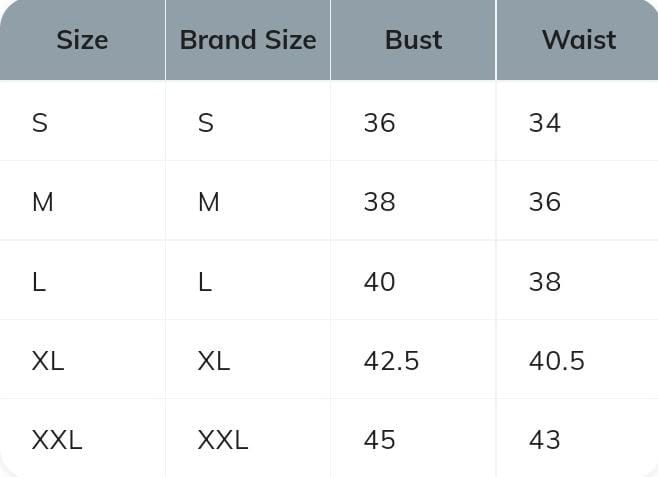 Size Brand Size Bust Waist
S S 36 34
M M 38 36
L L 40 38
XL XL 42.5 40.5
XXL XXL 45 43